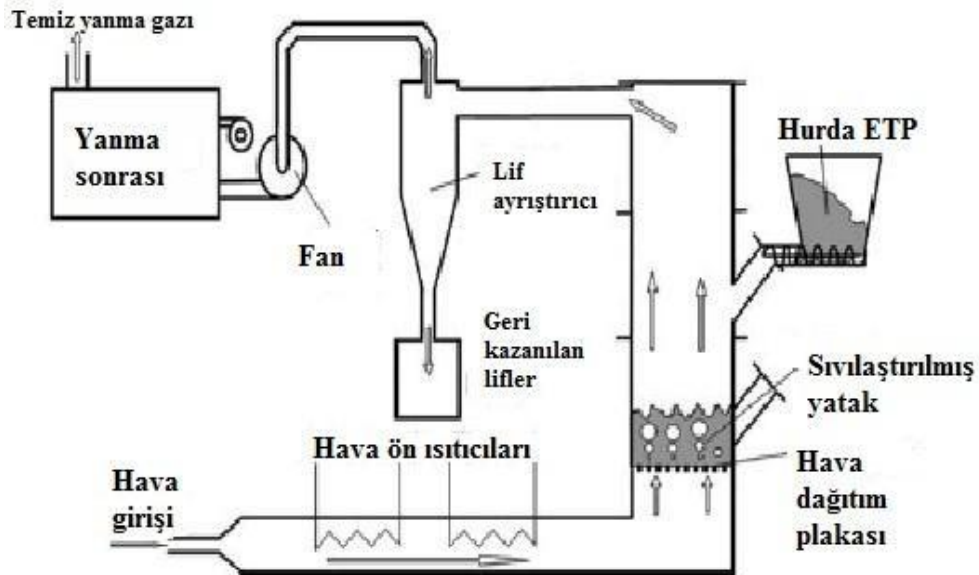 Temiz yanma gazı
Yanma
sonrası
Fan
Lif
ayrıştırıcı
Hurda ETP
Geri
kazanılan
lifler
Sıvılaştırılmış
yatak
Hava ön ısıtıcıları
Hava
girişi
Hava
dağıtım
plakası